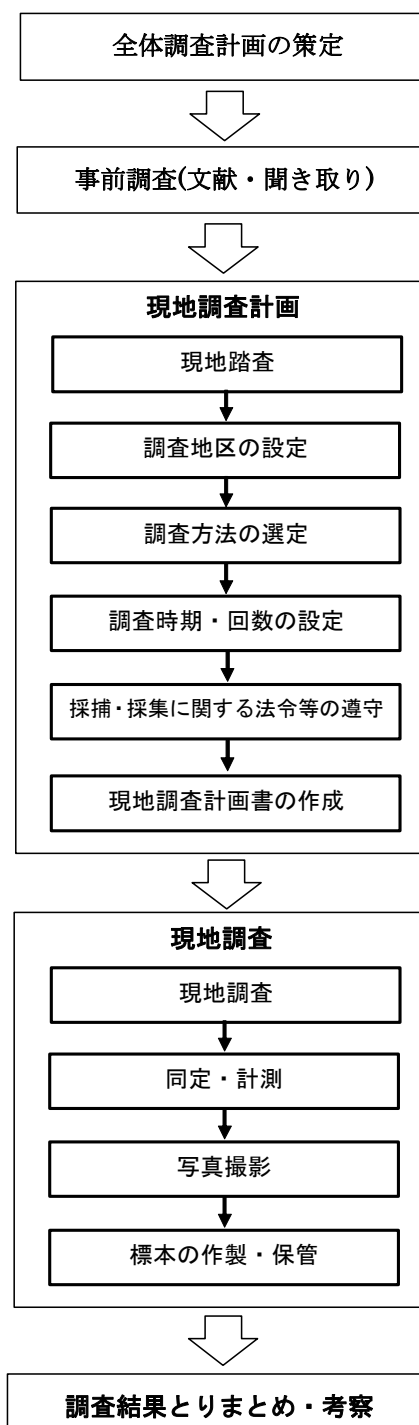 全体調査計画の策定
事前調査(文献・聞き取り)
現地調査計画
現地踏査
調査地区の設定
調査方法の選定
調査時期・回数の設定
採捕・採集に関する法令等の遵守
現地調査計画書の作成
現地調査
現地調査
同定・計測
写真撮影
標本の作製・保管
調査結果とりまとめ・考察